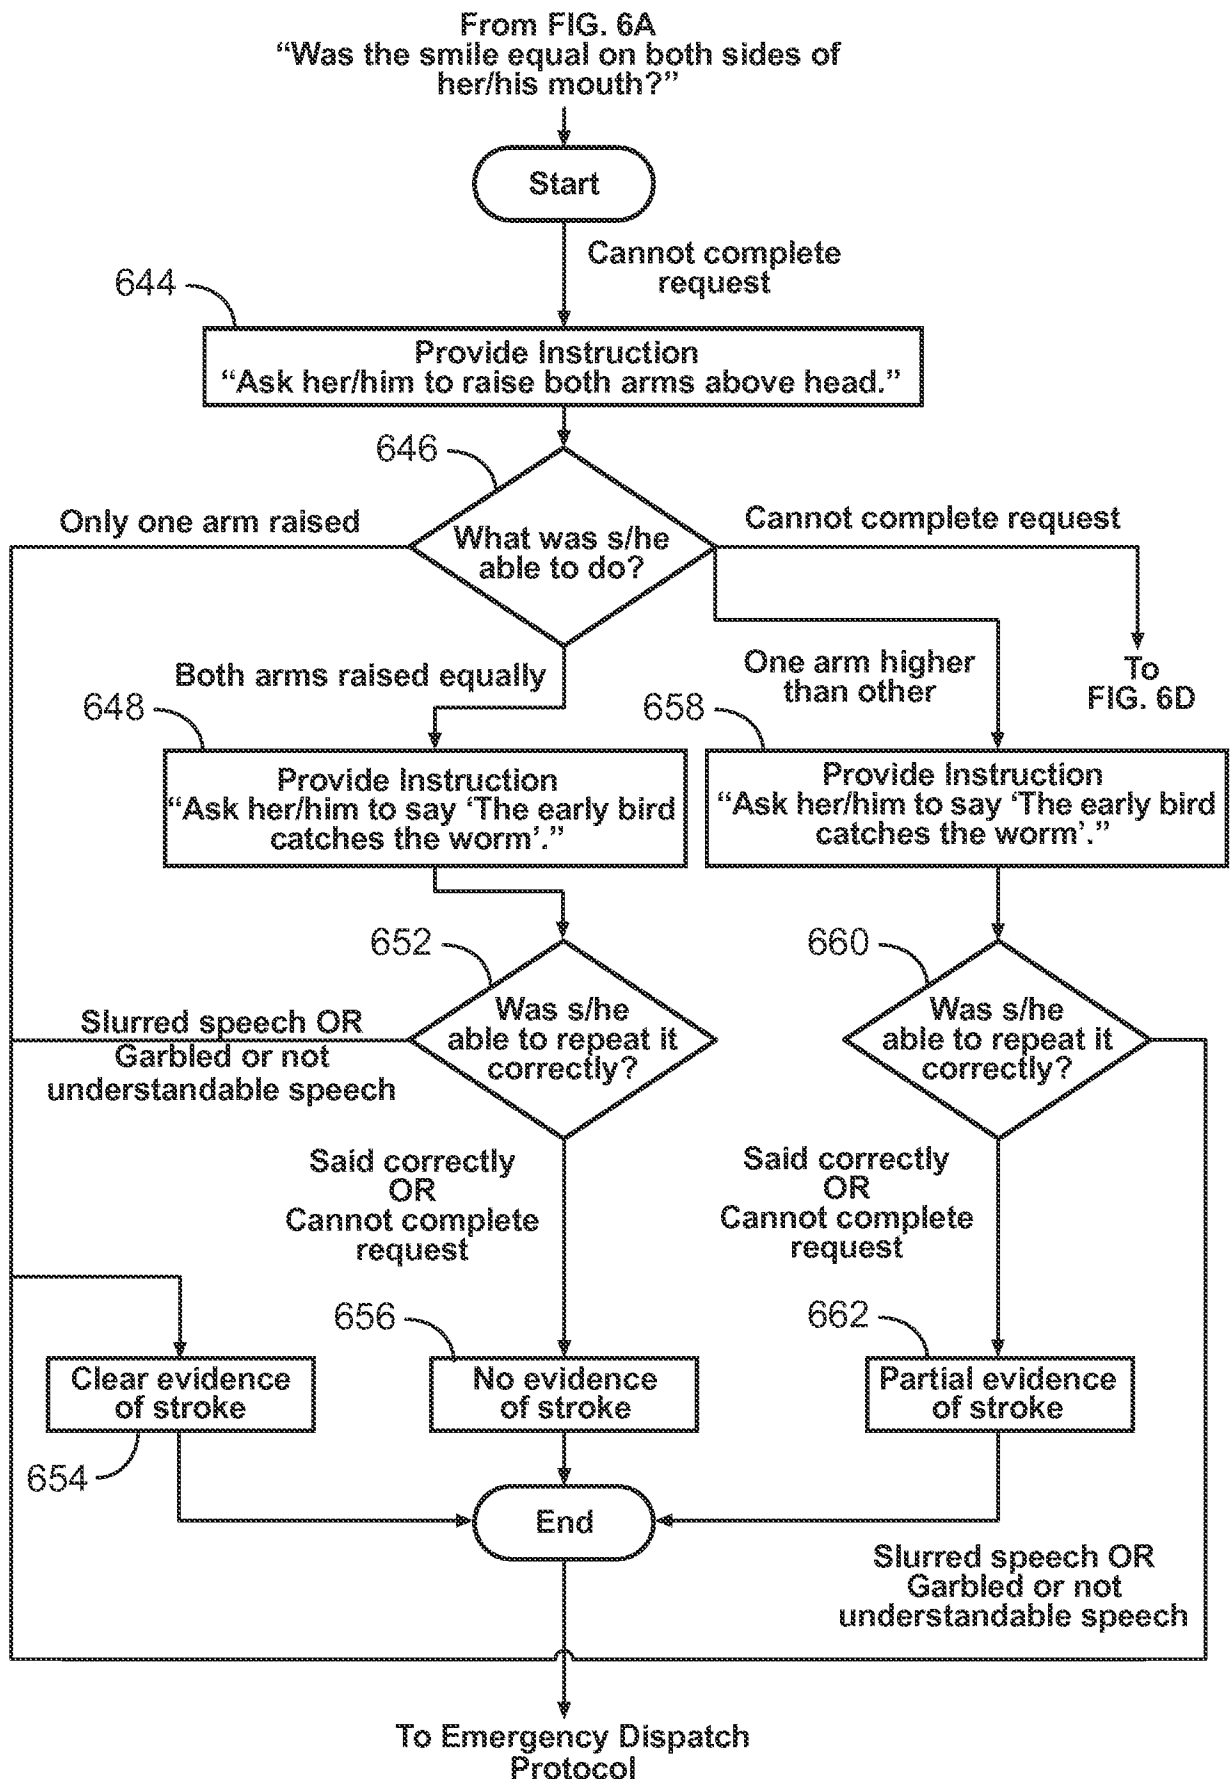 From FIG. 6A
“Was the smile equal on both sides of
her/his mouth?”
Start
Cannot complete
request
644
Provide Instruction
“Ask her/him to raise both arms above head.”
646
Only one arm raised
What was s/he
able to do?
Cannot complete request
Both arms raised equally
One arm higher
than other
To
FIG. 6D
648
Provide Instruction
“Ask her/him to say ‘The early bird
catches the worm’.”
658
Provide Instruction
“Ask her/him to say ‘The early bird
catches the worm’.”
652
Was s/he
able to repeat it
correctly?
660
Was s/he
able to repeat it
correctly?
Slurred speech OR
Garbled or not
understandable speech
Said correctly
OR
Cannot complete
request
Said correctly
OR
Cannot complete
request
656
662
Clear evidence
of stroke
No evidence
of stroke
Partial evidence
of stroke
654
End
Slurred speech OR
Garbled or not
understandable speech
To Emergency Dispatch
Protocol